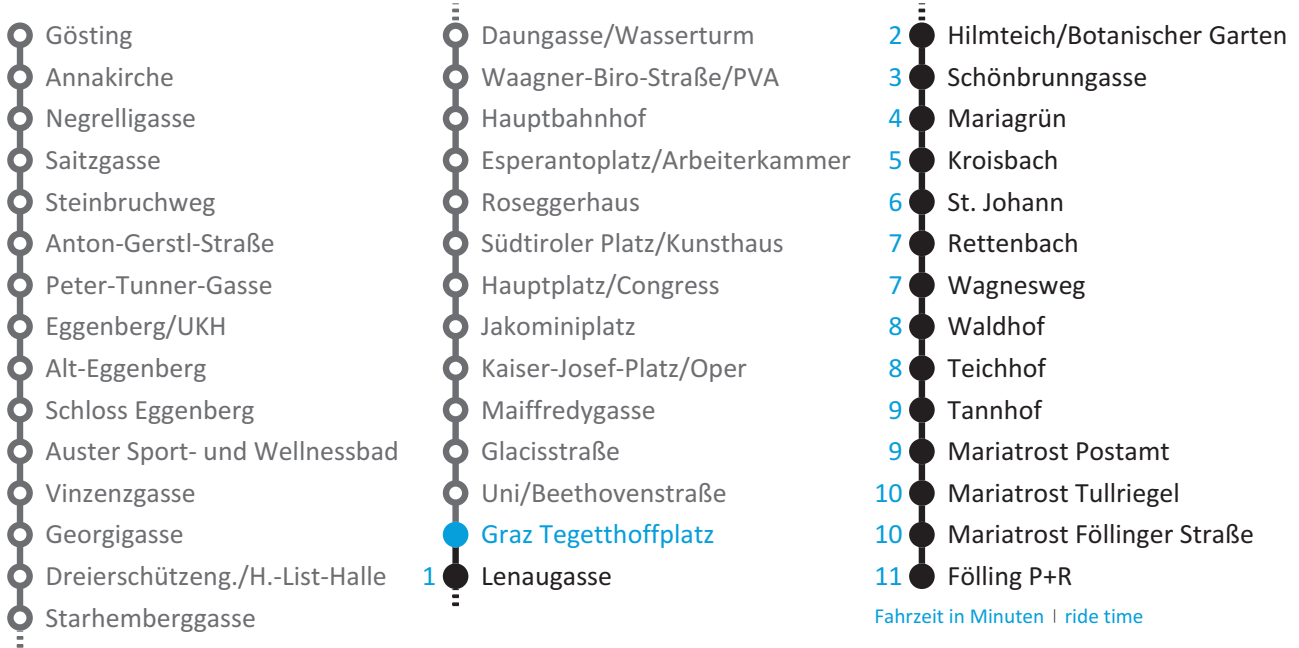 Gösting
Annakirche
Negrelligasse
Saitzgasse
Steinbruchweg
Anton-Gerstl-Straße
Peter-Tunner-Gasse
Eggenberg/UKH
Alt-Eggenberg
Schloss Eggenberg
Auster Sport- und Wellnessbad
Vinzenzgasse
Georgigasse
Dreierschützeng./H.-List-Halle
Starhemberggasse
Daungasse/Wasserturm
Waagner-Biro-Straße/PVA
Hauptbahnhof
Esperantoplatz/Arbeiterkammer
Roseggerhaus
Südtiroler Platz/Kunsthaus
Hauptplatz/Congress
Jakominiplatz
Kaiser-Josef-Platz/Oper
Maiffredygasse
Glacisstraße
Uni/Beethovenstraße
Graz Tegetthoffplatz
1 Lenaugasse
2 Hilmteich/Botanischer Garten
3 Schönbrunngasse
4 Mariagrün
5 Kroisbach
6 St. Johann
7 Rettenbach
7 Wagnesweg
8 Waldhof
8 Teichhof
9 Tannhof
9 Mariatrost Postamt
10 Mariatrost Tullriegel
10 Mariatrost Föllinger Straße
11 Fölling P+R
Fahrzeit in Minuten | ride time